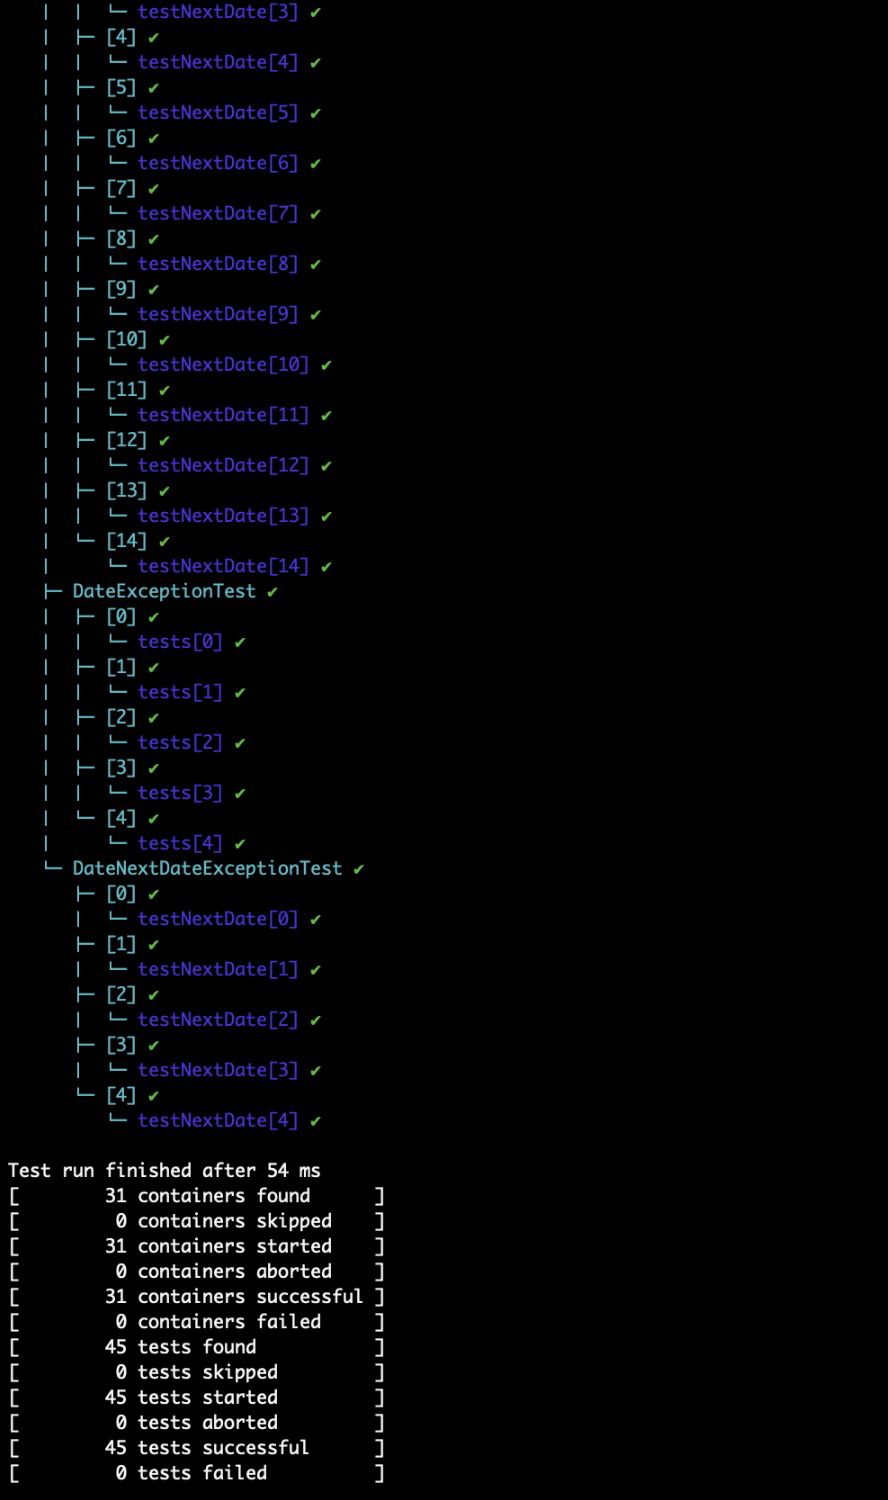 │  │  └─ testNextDate[3] ✔
│  ├─ [4] ✔
│  │  └─ testNextDate[4] ✔
│  ├─ [5] ✔
│  │  └─ testNextDate[5] ✔
│  ├─ [6] ✔
│  │  └─ testNextDate[6] ✔
│  ├─ [7] ✔
│  │  └─ testNextDate[7] ✔
│  ├─ [8] ✔
│  │  └─ testNextDate[8] ✔
│  ├─ [9] ✔
│  │  └─ testNextDate[9] ✔
│  ├─ [10] ✔
│  │  └─ testNextDate[10] ✔
│  ├─ [11] ✔
│  │  └─ testNextDate[11] ✔
│  ├─ [12] ✔
│  │  └─ testNextDate[12] ✔
│  ├─ [13] ✔
│  │  └─ testNextDate[13] ✔
│  └─ [14] ✔
│     └─ testNextDate[14] ✔
├─ DateExceptionTest ✔
│  ├─ [0] ✔
│  │  └─ tests[0] ✔
│  ├─ [1] ✔
│  │  └─ tests[1] ✔
│  ├─ [2] ✔
│  │  └─ tests[2] ✔
│  ├─ [3] ✔
│  │  └─ tests[3] ✔
│  └─ [4] ✔
│     └─ tests[4] ✔
└─ DateNextDateExceptionTest ✔
   ├─ [0] ✔
   │  └─ testNextDate[0] ✔
   ├─ [1] ✔
   │  └─ testNextDate[1] ✔
   ├─ [2] ✔
   │  └─ testNextDate[2] ✔
   ├─ [3] ✔
   │  └─ testNextDate[3] ✔
   └─ [4] ✔
      └─ testNextDate[4] ✔
Test run finished after 54 ms
[        31 containers found      ]
[         0 containers skipped    ]
[        31 containers started    ]
[         0 containers aborted    ]
[        31 containers successful ]
[         0 containers failed     ]
[        45 tests found           ]
[         0 tests skipped         ]
[        45 tests started         ]
[         0 tests aborted         ]
[        45 tests successful      ]
[         0 tests failed          ]